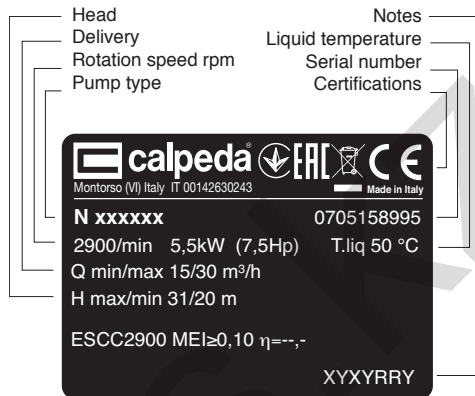 Head
Delivery
Rotation speed rpm
Pump type
Notes
Liquid temperature
Serial number
Certifications
calpeda® EAC CE
Montorso (VI) Italy IT 00142630243
Made in Italy
N xxxxxx 0705158995
2900/min 5,5kW (7,5Hp) T.liq 50 °C
Q min/max 15/30 m³/h
H max/min 31/20 m
ESCC2900 MEI≥0,10 η=--,-
XYXYRRY